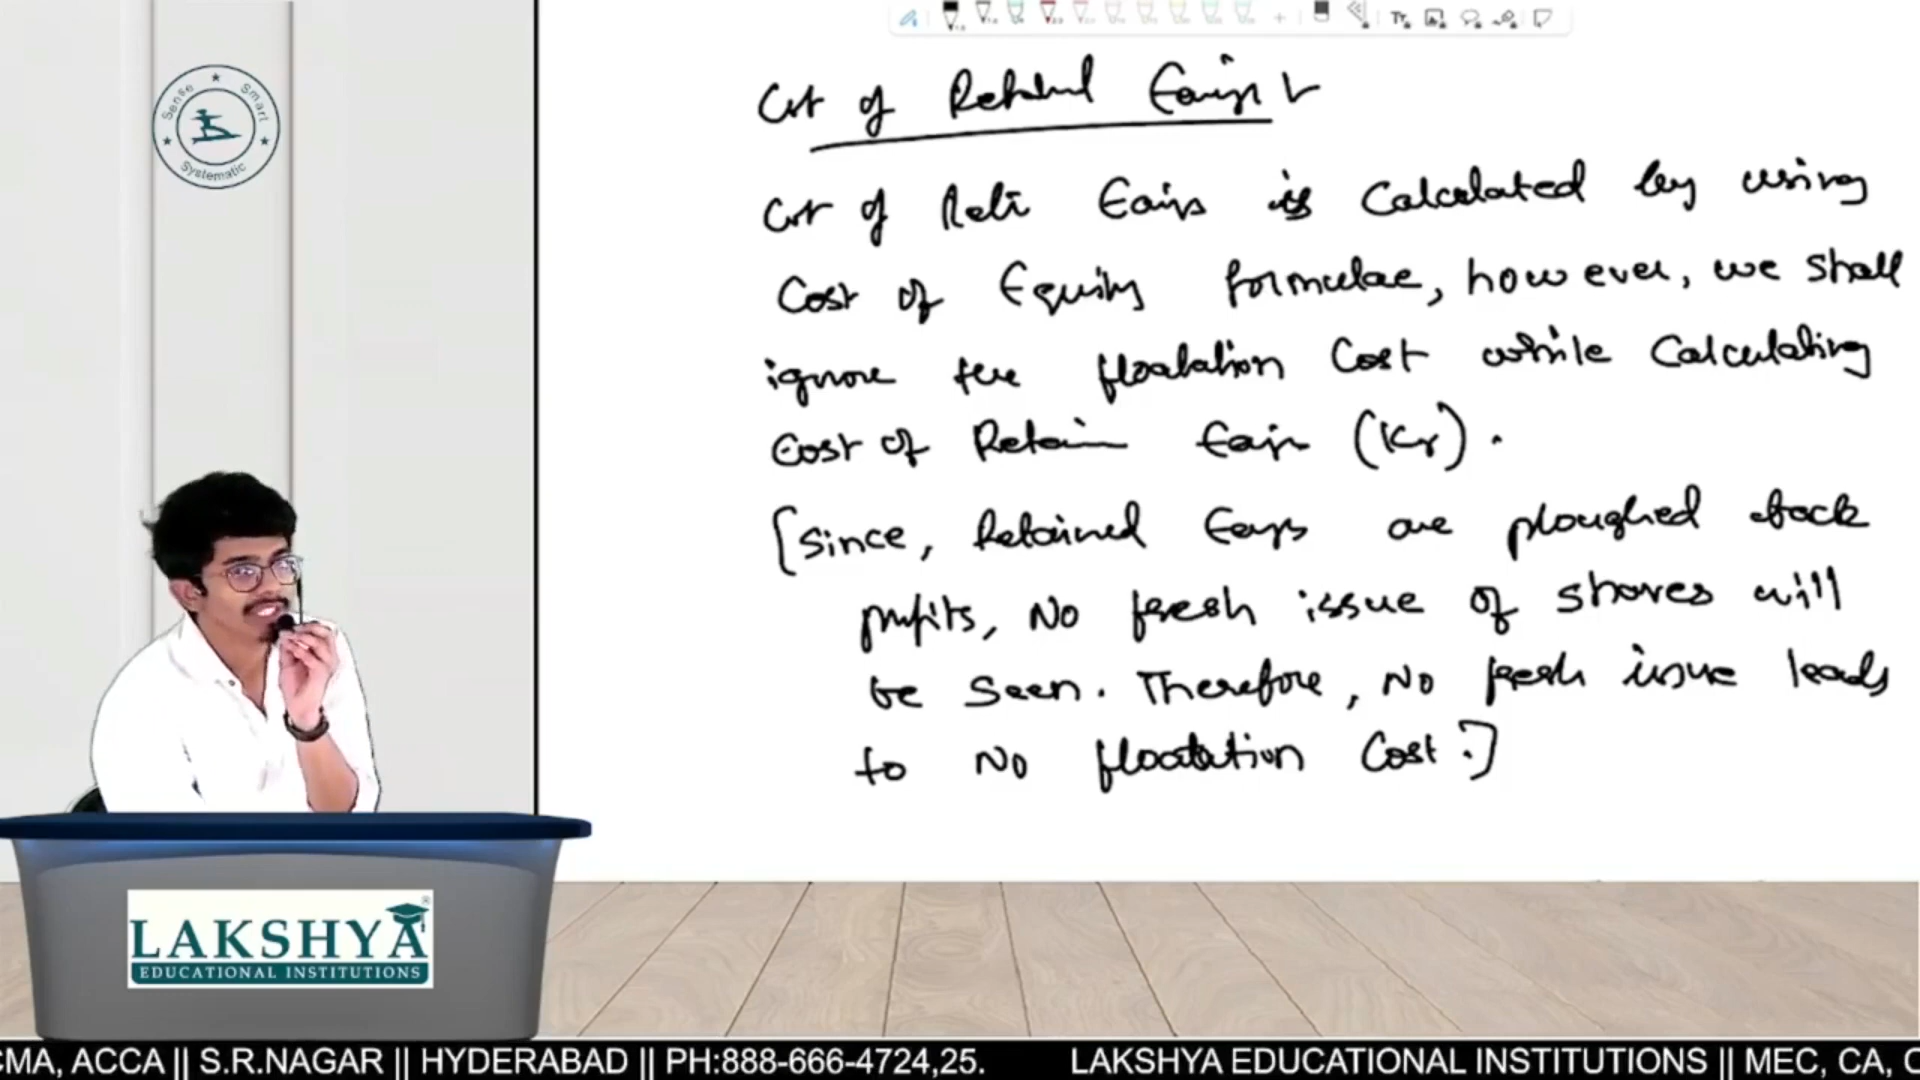 Sense Smart
Systematic
Cost of Retained Earnings
Cost of Reti Earnings is Calculated by using
Cost of Equity formulae, however, we shall
ignore the floatation Cost while Calculating
Cost of Retain Earnings (Kr).
[Since, Retained Earnings are ploughed back
profits, No fresh issue of shares will
be Seen. Therefore, No fresh issue leads
to No floatation Cost.]
LAKSHYA®
EDUCATIONAL INSTITUTIONS
CMA, ACCA || S.R.NAGAR || HYDERABAD || PH:888-666-4724,25. LAKSHYA EDUCATIONAL INSTITUTIONS || MEC, CA, C